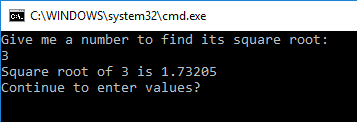 C:\WINDOWS\system32\cmd.exe
Give me a number to find its square root:
3
Square root of 3 is 1.73205
Continue to enter values?